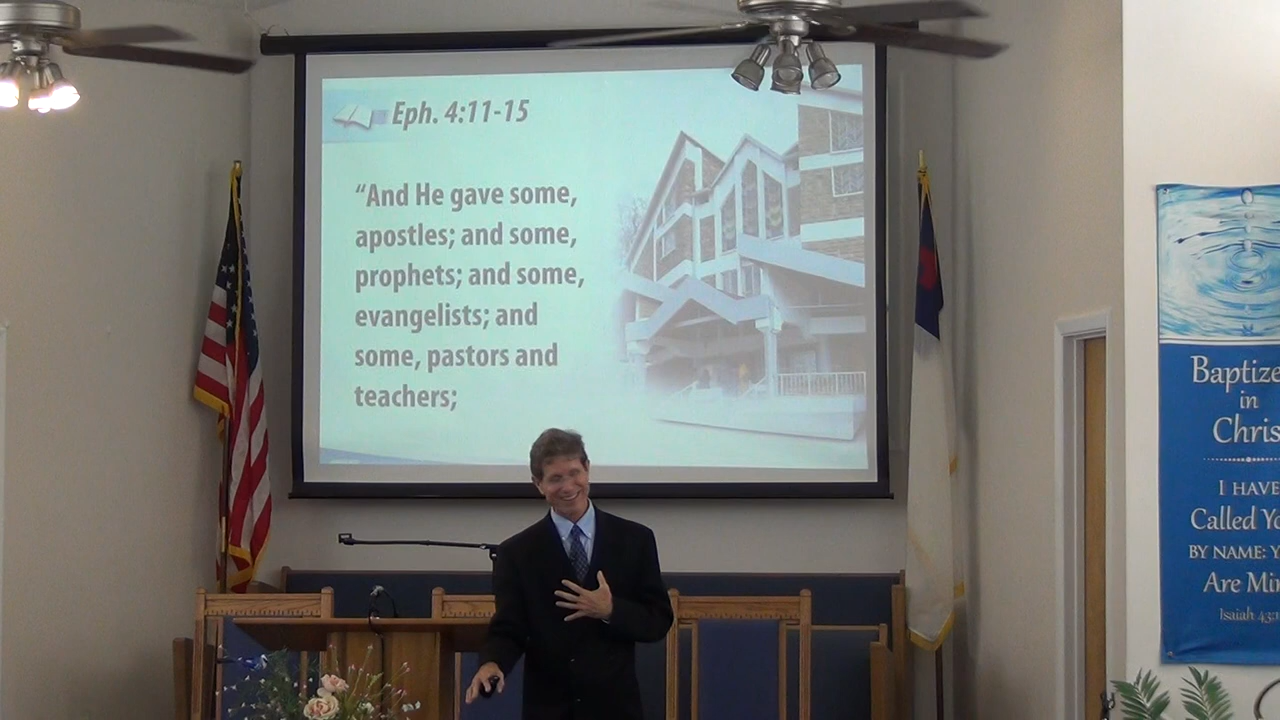 Eph. 4:11-15
“And He gave some,
apostles; and some,
prophets; and some,
evangelists; and
some, pastors and
teachers;
Baptize
in
Chris
I HAVE
Called Yo
BY NAME: Y
Are Min
Isaiah 43:1